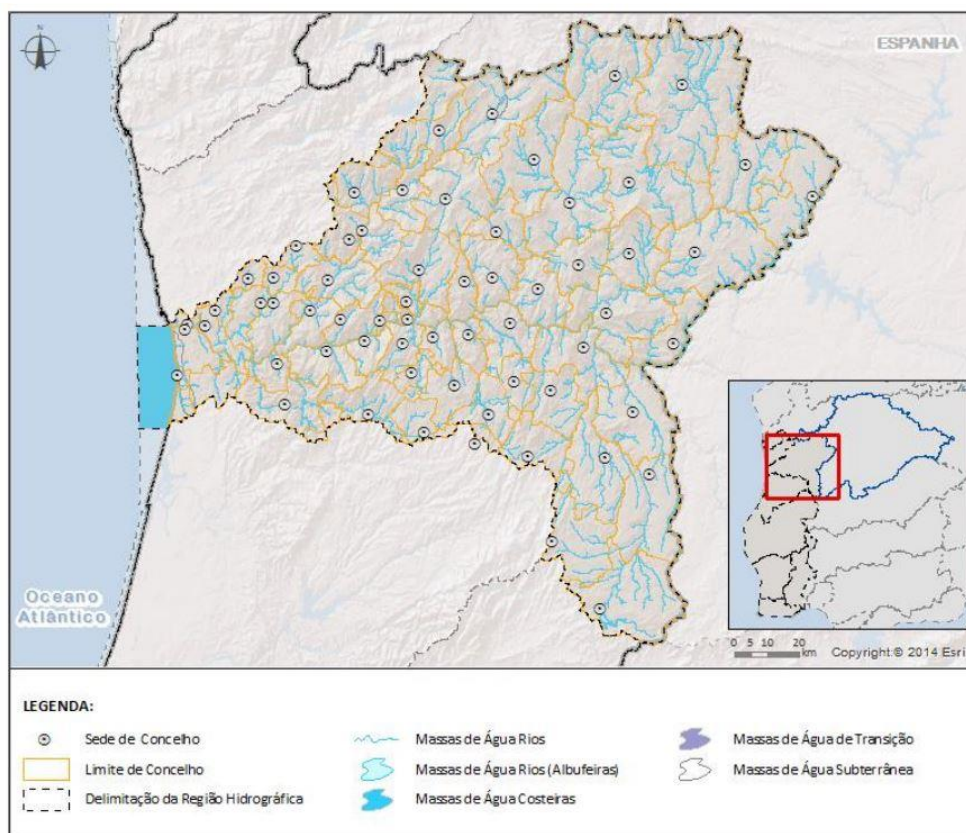 N
ESPANHA
Oceano
Atlântico
0 5 10 20
km
Copyright:© 2014 Esri
LEGENDA:
Sede de Concelho
Limite de Concelho
Delimitação da Região Hidrográfica
Massas de Água Rios
Massas de Água Rios (Albufeiras)
Massas de Água Costeiras
Massas de Água de Transição
Massas de Água Subterrânea